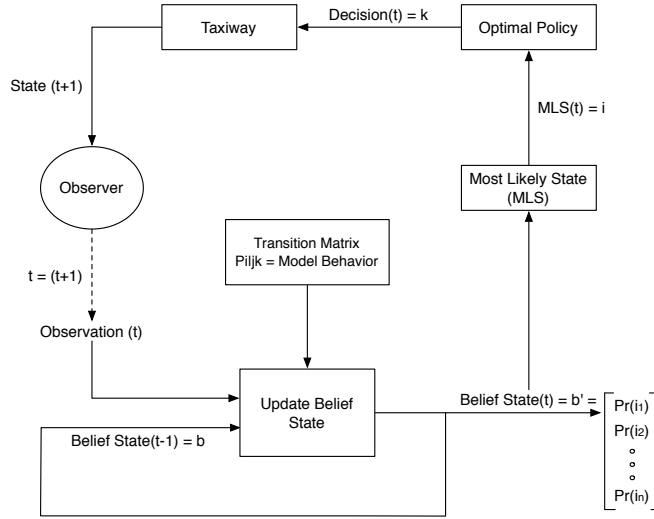 Taxiway
Decision(t) = k
Optimal Policy
State (t+1)
MLS(t) = i
Observer
Most Likely State
(MLS)
Transition Matrix
Piljk = Model Behavior
t = (t+1)
Observation (t)
Update Belief
State
Belief State(t) = b' =
Pr(i1)
Pr(i2)
Pr(in)
Belief State(t-1) = b